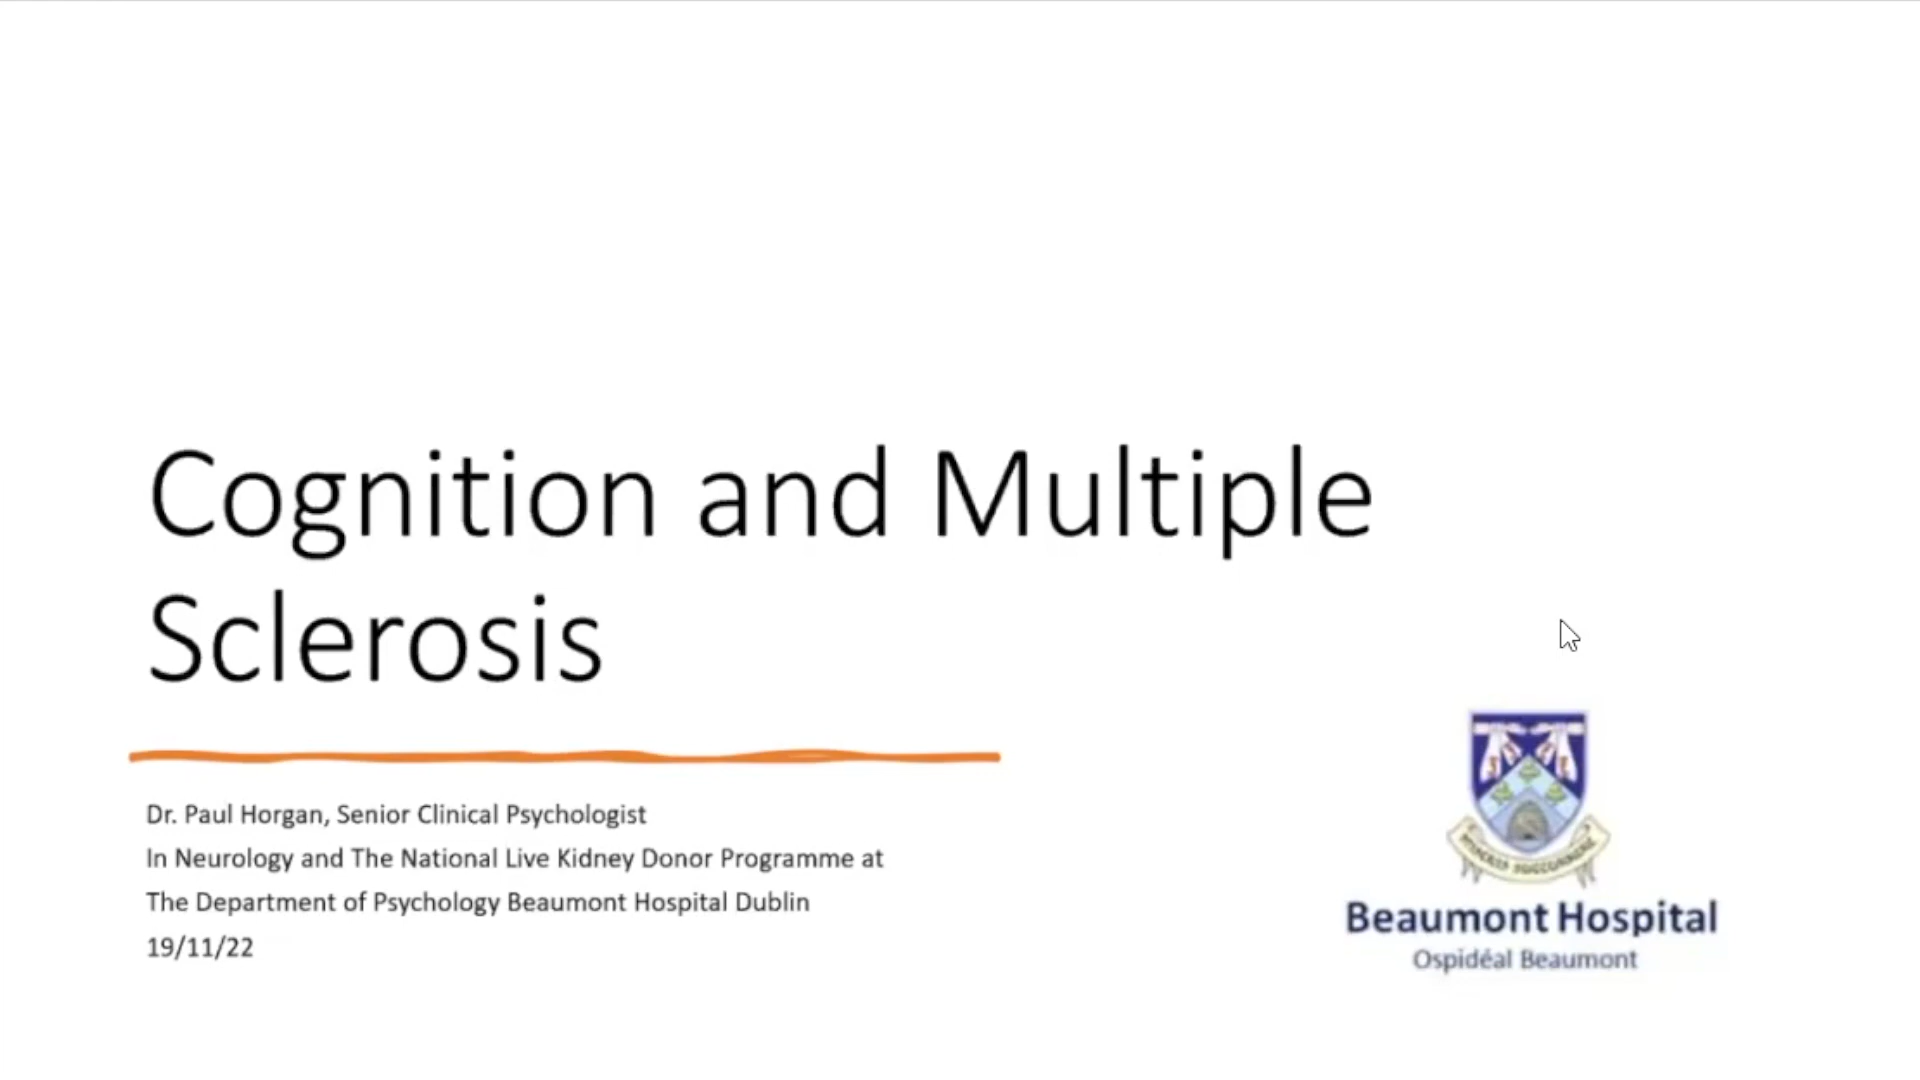 Cognition and Multiple
Sclerosis
Dr. Paul Horgan, Senior Clinical Psychologist
In Neurology and The National Live Kidney Donor Programme at
The Department of Psychology Beaumont Hospital Dublin
19/11/22
Beaumont Hospital
Ospidéal Beaumont